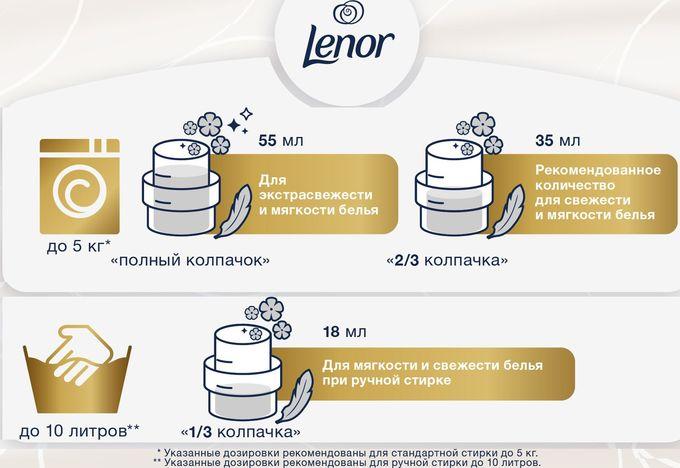 Lenor
55 мл
Для
экстрасвежести
и мягкости белья
35 мл
Рекомендованное
количество
для свежести
и мягкости белья
до 5 кг*
«полный колпачок»
«2/3 колпачка»
18 мл
Для мягкости и свежести белья
при ручной стирке
до 10 литров**
«1/3 колпачка»
* Указанные дозировки рекомендованы для стандартной стирки до 5 кг.
** Указанные дозировки рекомендованы для ручной стирки до 10 литров.